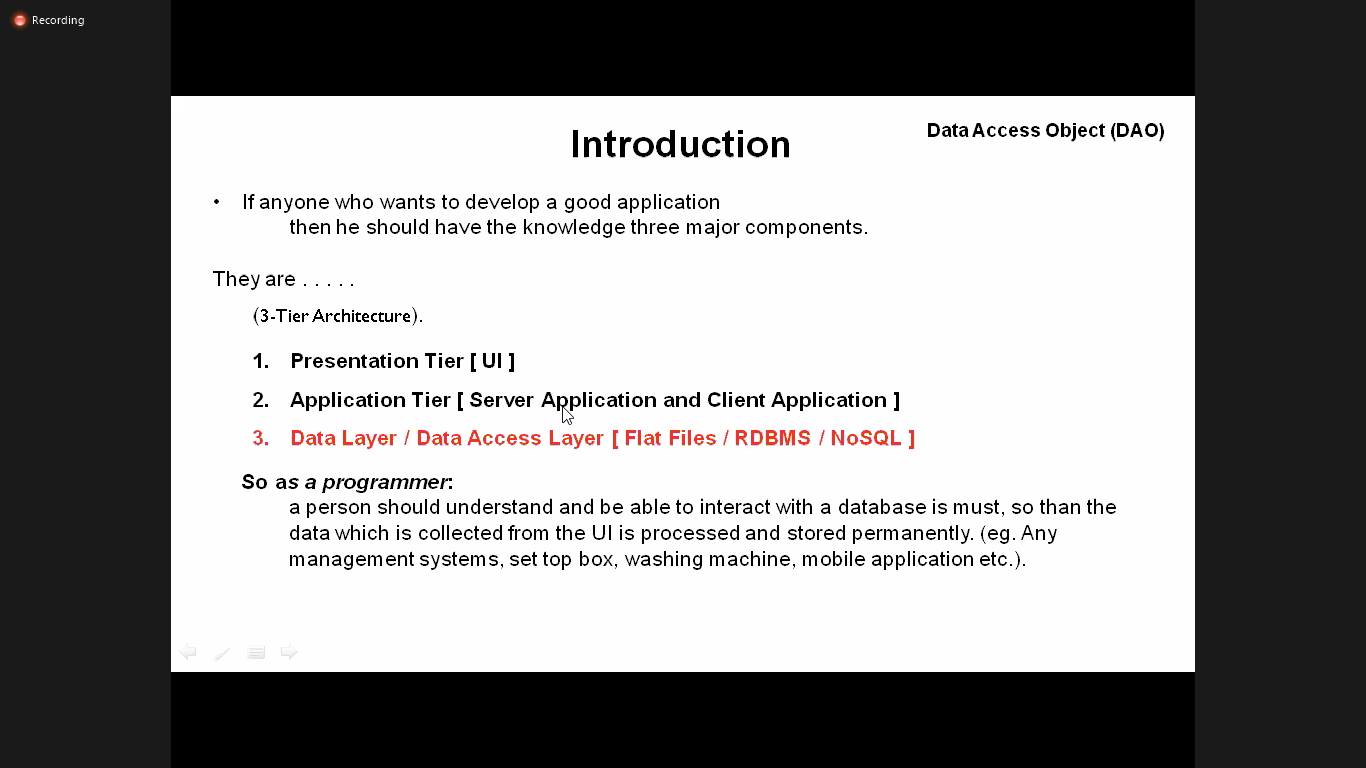 Recording
Introduction
Data Access Object (DAO)
• If anyone who wants to develop a good application
then he should have the knowledge three major components.
They are . . . . .
(3-Tier Architecture).
1. Presentation Tier [ UI ]
2. Application Tier [ Server Application and Client Application ]
3. Data Layer / Data Access Layer [ Flat Files / RDBMS / NoSQL ]
So as a programmer:
a person should understand and be able to interact with a database is must, so than the
data which is collected from the UI is processed and stored permanently. (eg. Any
management systems, set top box, washing machine, mobile application etc.).